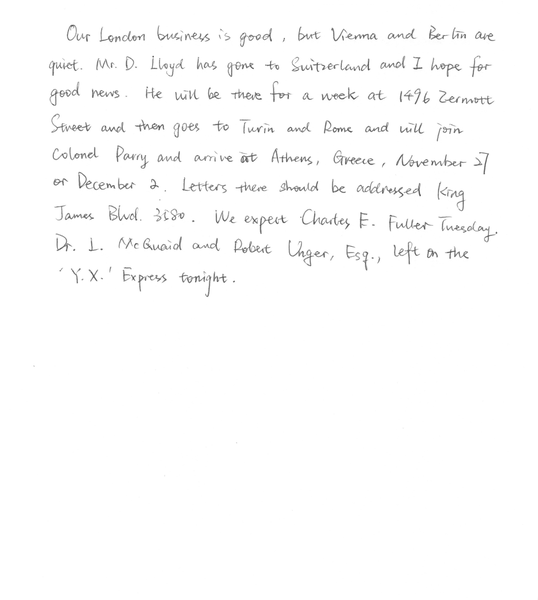 Our London business is good, but Vienna and Berlin are
quiet. Mr. D. Lloyd has gone to Suitzerland and I hope for
good news. He will be there for a week at 1496 Zermott
Street and then goes to Turin and Rome and will join
Colonel Parry and arrive at Athens, Greece, November 27
or December 2. Letters there should be addressed King
James Blvd. 3580. We expect Charles E. Fuller Tuesday.
Dr. L. McQuaid and Robert Unger, Esq., left on the
'Y.X.' Express tonight.